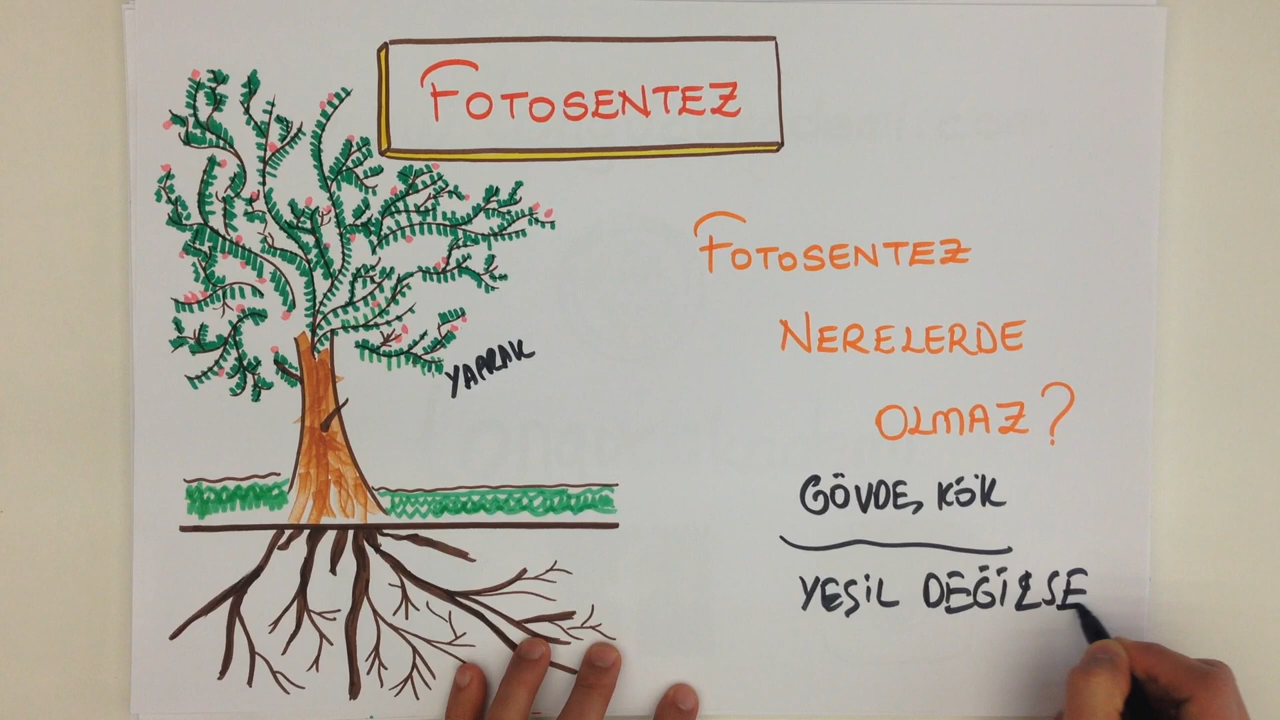 FOTOSENTEZ
FOTOSENTEZ
NERELERDE
OLMAZ?
YAPRAK
GÖVDE, KÖK
YEŞİL DEĞİLSE